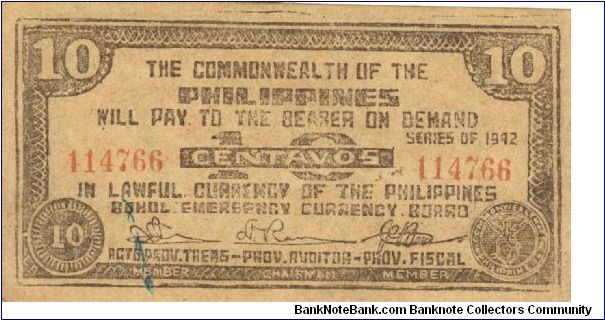 10 10
THE COMMONWEALTH OF THE
PHILIPPINES
WILL PAY TO THE BEARER ON DEMAND
SERIES OF 1942
114766 10 114766
CENTAVOS
IN LAWFUL CURRENCY OF THE PHILIPPINES
BOHOL EMERGENCY CURRENCY BOARD
10
ACTG PROV. TREAS - PROV. AUDITOR - PROV. FISCAL
MEMBER CHAIRMAN MEMBER
BankNoteBank.com Banknote Collectors Community